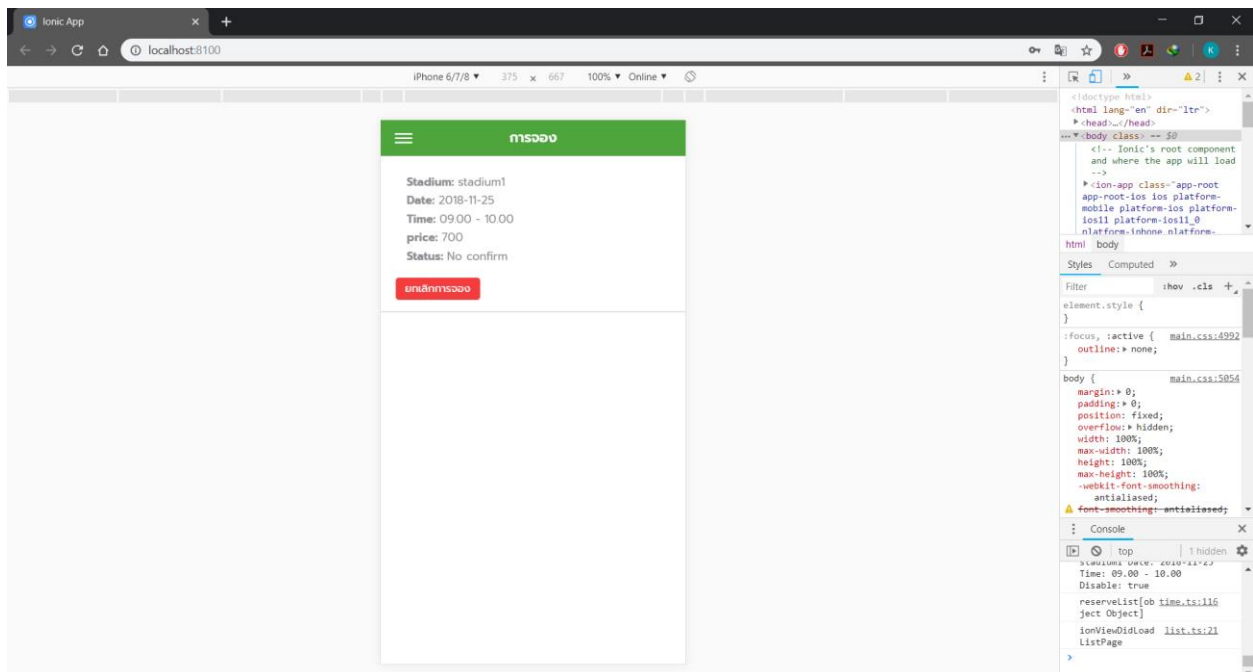 Ionic App
localhost:8100
K
iPhone 6/7/8 ▼ 375 x 667 100% ▼ Online ▼
การจอง
Stadium: stadium1
Date: 2018-11-25
Time: 09.00 - 10.00
price: 700
Status: No confirm
ยกเลิกการจอง
» 2
<!doctype html>
<html lang="en" dir="ltr">
▶<head>…</head>
…▼<body class> == $0
<!-- Ionic's root component
and where the app will load
-->
▶<ion-app class="app-root
app-root-ios ios platform-
mobile platform-ios platform-
ios11 platform-ios11_0
platform-iphone platform-
html body
Styles Computed »
Filter :hov .cls +
element.style {
}
:focus, :active { main.css:4992
outline:▶ none;
}
body { main.css:5054
margin:▶ 0;
padding:▶ 0;
position: fixed;
overflow:▶ hidden;
width: 100%;
max-width: 100%;
height: 100%;
max-height: 100%;
-webkit-font-smoothing:
antialiased;
font-smoothing: antialiased;
Console
top 1 hidden
stadium1 Date: 2018-11-25
Time: 09.00 - 10.00
Disable: true
reserveList[ob time.ts:116
ject Object]
ionViewDidLoad list.ts:21
ListPage
>